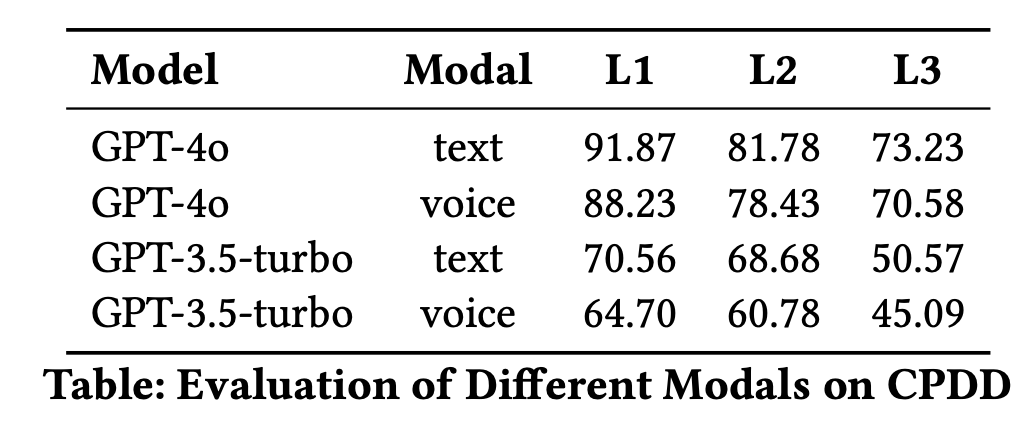 Model Modal L1 L2 L3
GPT-4o text 91.87 81.78 73.23
GPT-4o voice 88.23 78.43 70.58
GPT-3.5-turbo text 70.56 68.68 50.57
GPT-3.5-turbo voice 64.70 60.78 45.09
Table: Evaluation of Different Modals on CPDD